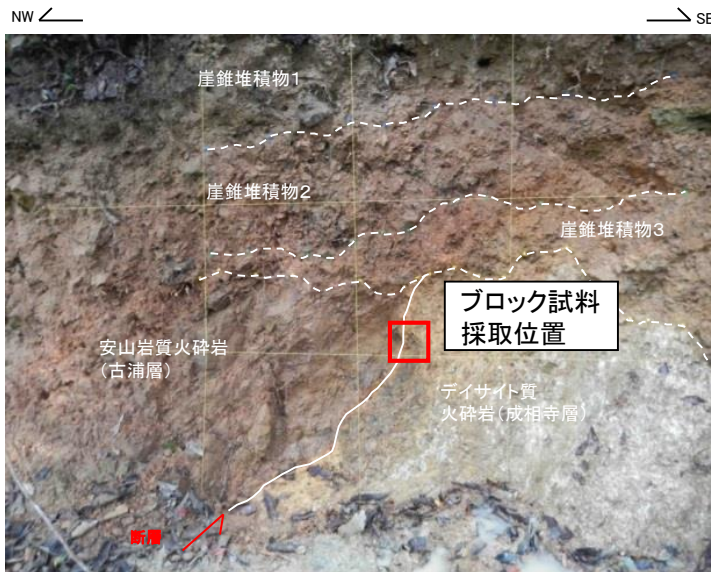 NW
SE
崖錐堆積物1
崖錐堆積物2
崖錐堆積物3
ブロック試料
採取位置
安山岩質火砕岩
(古浦層)
デイサイト質
火砕岩(成相寺層)
断層